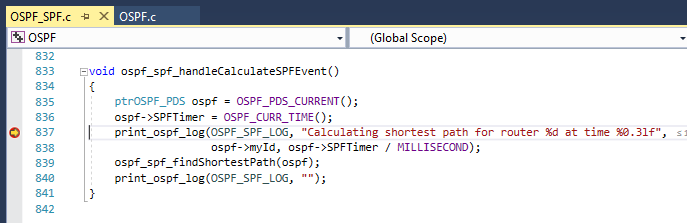 OSPF_SPF.c OSPF.c
OSPF (Global Scope)
832
833 void ospf_spf_handleCalculateSPFEvent()
834 {
835 ptrOSPF_PDS ospf = OSPF_PDS_CURRENT();
836 ospf->SPFTimer = OSPF_CURR_TIME();
837 print_ospf_log(OSPF_SPF_LOG, "Calculating shortest path for router %d at time %0.3lf",
838 ospf->myId, ospf->SPFTimer / MILLISECOND);
839 ospf_spf_findShortestPath(ospf);
840 print_ospf_log(OSPF_SPF_LOG, "");
841 }
842